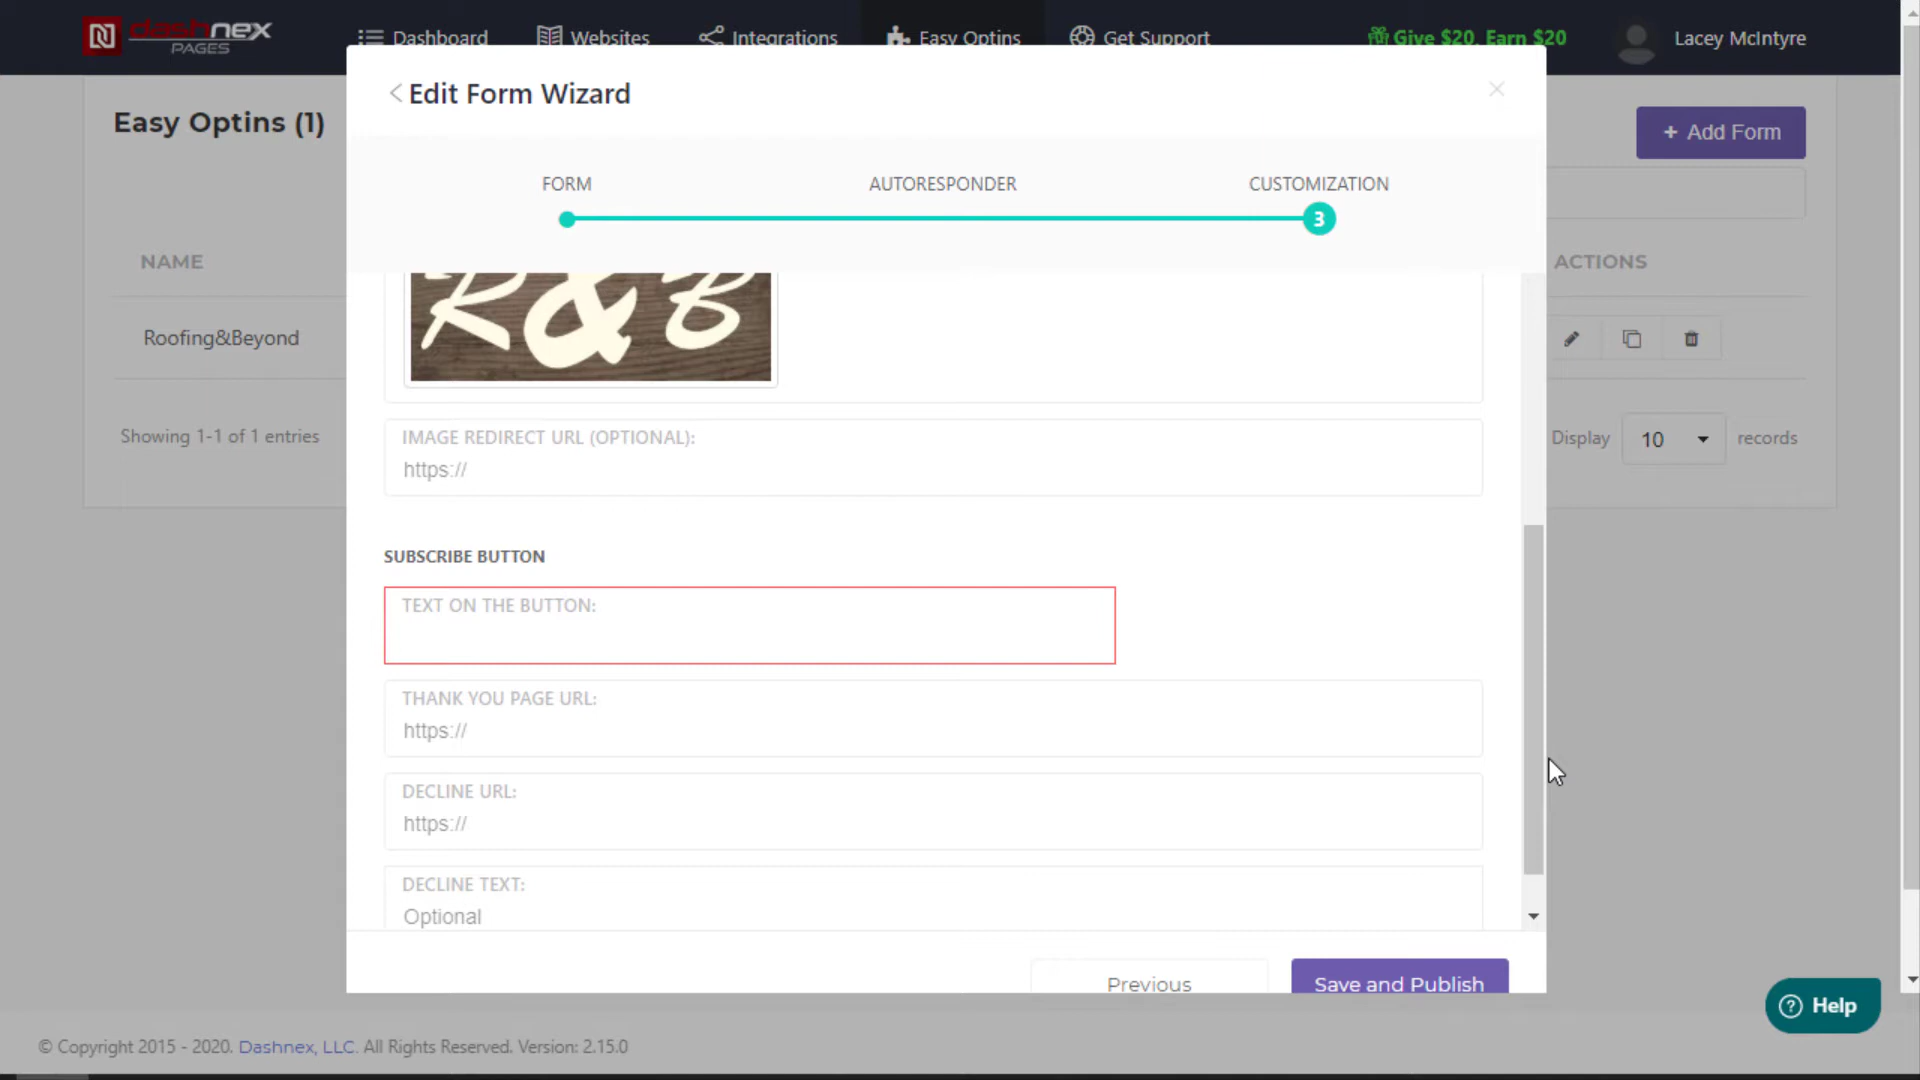 dashnex
PAGES
Dashboard
Websites
Integrations
Easy Optins
Get Support
Give $20, Earn $20
Lacey McIntyre
Edit Form Wizard
Easy Optins (1)
+ Add Form
FORM
AUTORESPONDER
CUSTOMIZATION
3
NAME
ACTIONS
R&B
Roofing&Beyond
Showing 1-1 of 1 entries
Display 10 records
IMAGE REDIRECT URL (OPTIONAL):
https://
SUBSCRIBE BUTTON
TEXT ON THE BUTTON:
THANK YOU PAGE URL:
https://
DECLINE URL:
https://
DECLINE TEXT:
Optional
Previous
Save and Publish
Help
© Copyright 2015 - 2020. Dashnex, LLC. All Rights Reserved. Version: 2.15.0